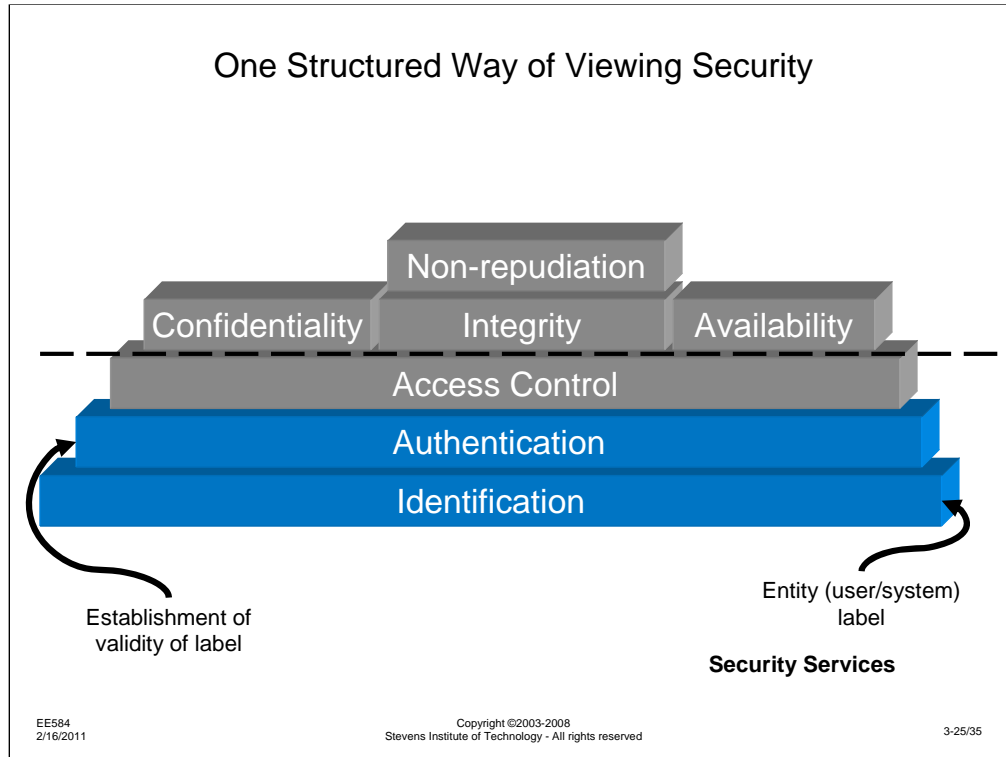 One Structured Way of Viewing Security
Non-repudiation
Confidentiality
Integrity
Availability
Access Control
Authentication
Identification
Establishment of
validity of label
Entity (user/system)
label
Security Services
EE584
2/16/2011
Copyright ©2003-2008
Stevens Institute of Technology - All rights reserved
3-25/35